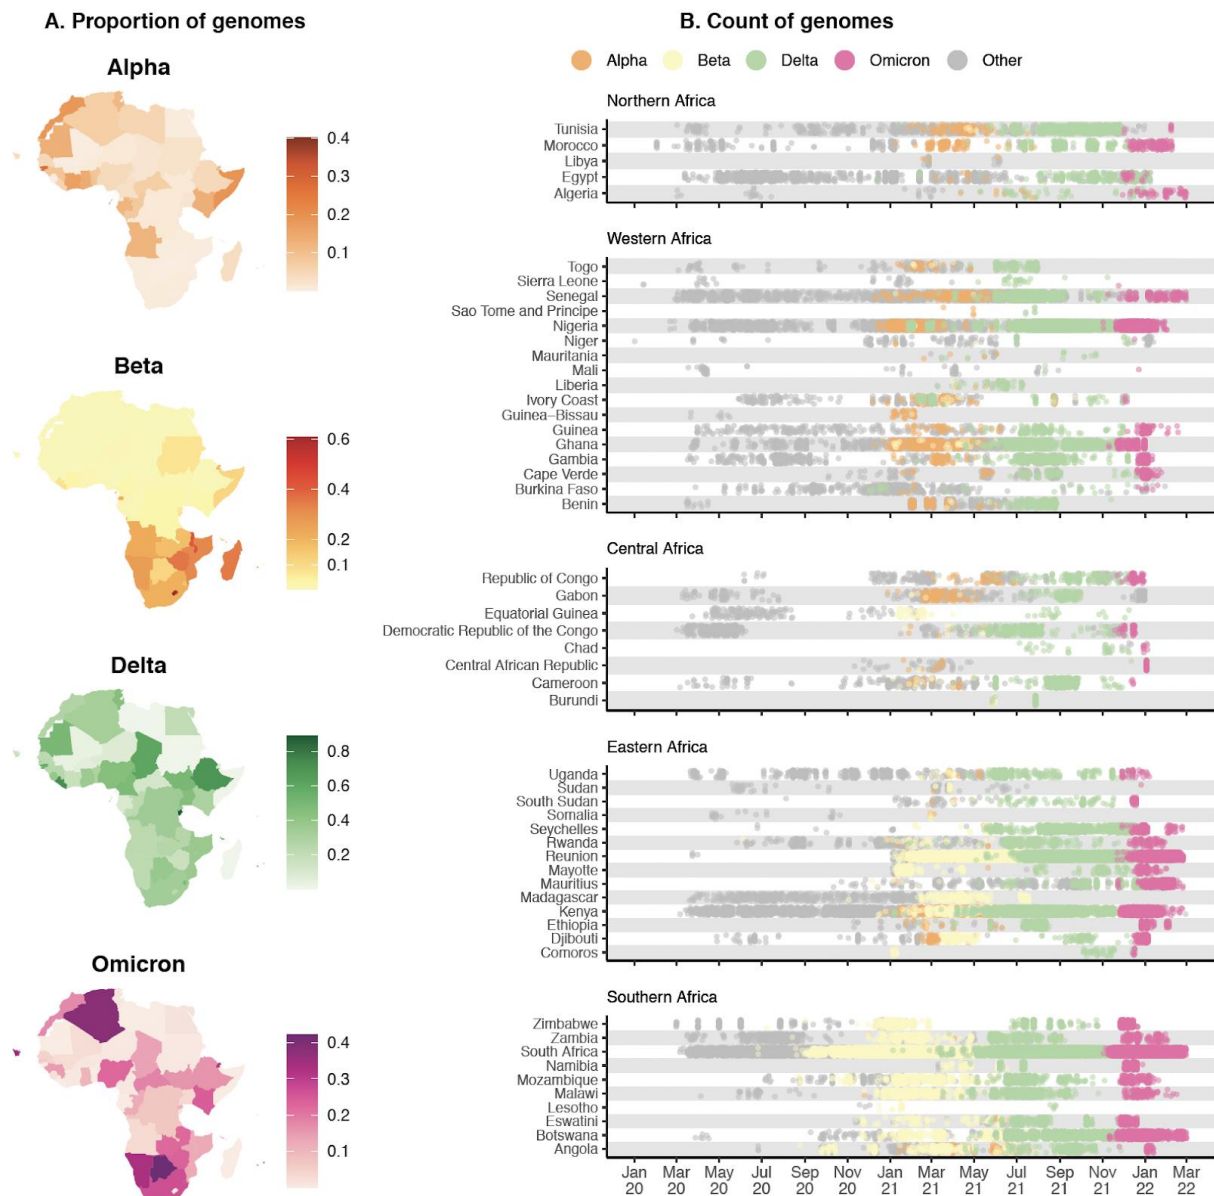 A. Proportion of genomes
Alpha
0.4
0.3
0.2
0.1
Beta
0.6
0.4
0.2
0.1
Delta
0.8
0.6
0.4
0.2
Omicron
0.4
0.3
0.2
0.1
B. Count of genomes
Alpha Beta Delta Omicron Other
Northern Africa
Tunisia
Morocco
Libya
Egypt
Algeria
Western Africa
Togo
Sierra Leone
Senegal
Sao Tome and Principe
Nigeria
Niger
Mauritania
Mali
Liberia
Ivory Coast
Guinea–Bissau
Guinea
Ghana
Gambia
Cape Verde
Burkina Faso
Benin
Central Africa
Republic of Congo
Gabon
Equatorial Guinea
Democratic Republic of the Congo
Chad
Central African Republic
Cameroon
Burundi
Eastern Africa
Uganda
Sudan
South Sudan
Somalia
Seychelles
Rwanda
Reunion
Mayotte
Mauritius
Madagascar
Kenya
Ethiopia
Djibouti
Comoros
Southern Africa
Zimbabwe
Zambia
South Africa
Namibia
Mozambique
Malawi
Lesotho
Eswatini
Botswana
Angola
Jan Mar May Jul Sep Nov Jan Mar May Jul Sep Nov Jan Mar
20 20 20 20 20 20 21 21 21 21 21 21 22 22